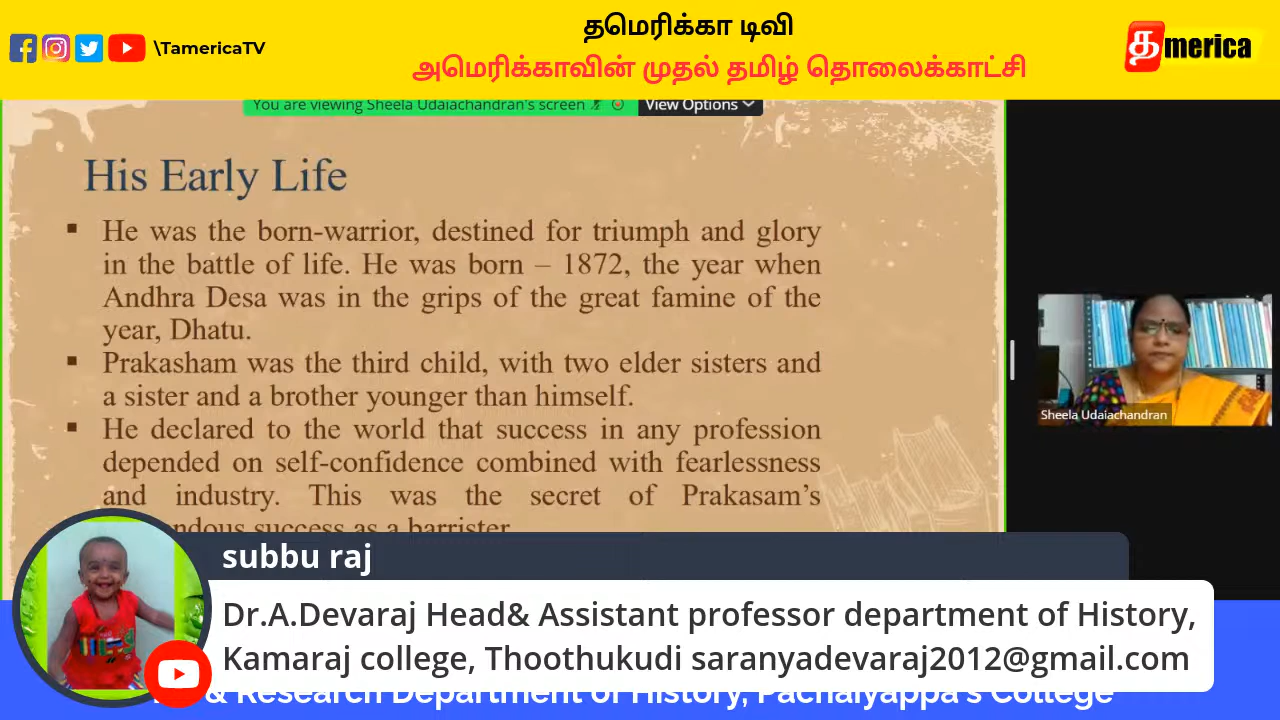 தமெரிக்கா டிவி
\TamericaTV
அமெரிக்காவின் முதல் தமிழ் தொலைக்காட்சி
தmerica
You are viewing Sheela Udaiachandran's screen
View Options
His Early Life
▪ He was the born-warrior, destined for triumph and glory
in the battle of life. He was born – 1872, the year when
Andhra Desa was in the grips of the great famine of the
year, Dhatu.
▪ Prakasham was the third child, with two elder sisters and
a sister and a brother younger than himself.
▪ He declared to the world that success in any profession
depended on self-confidence combined with fearlessness
and industry. This was the secret of Prakasam's
success as a barrister.
Sheela Udaiachandran
subbu raj
Dr.A.Devaraj Head& Assistant professor department of History,
Kamaraj college, Thoothukudi saranyadevaraj2012@gmail.com
& Research Department of History, Pachaiyappa's College